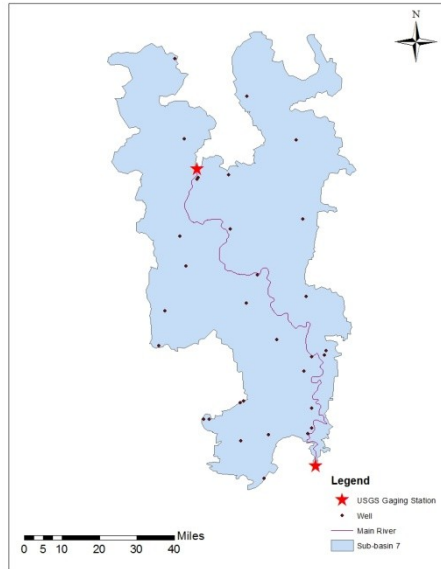 N
Legend
USGS Gaging Station
Well
Main River
Sub-basin 7
Miles
0 5 10 20 30 40